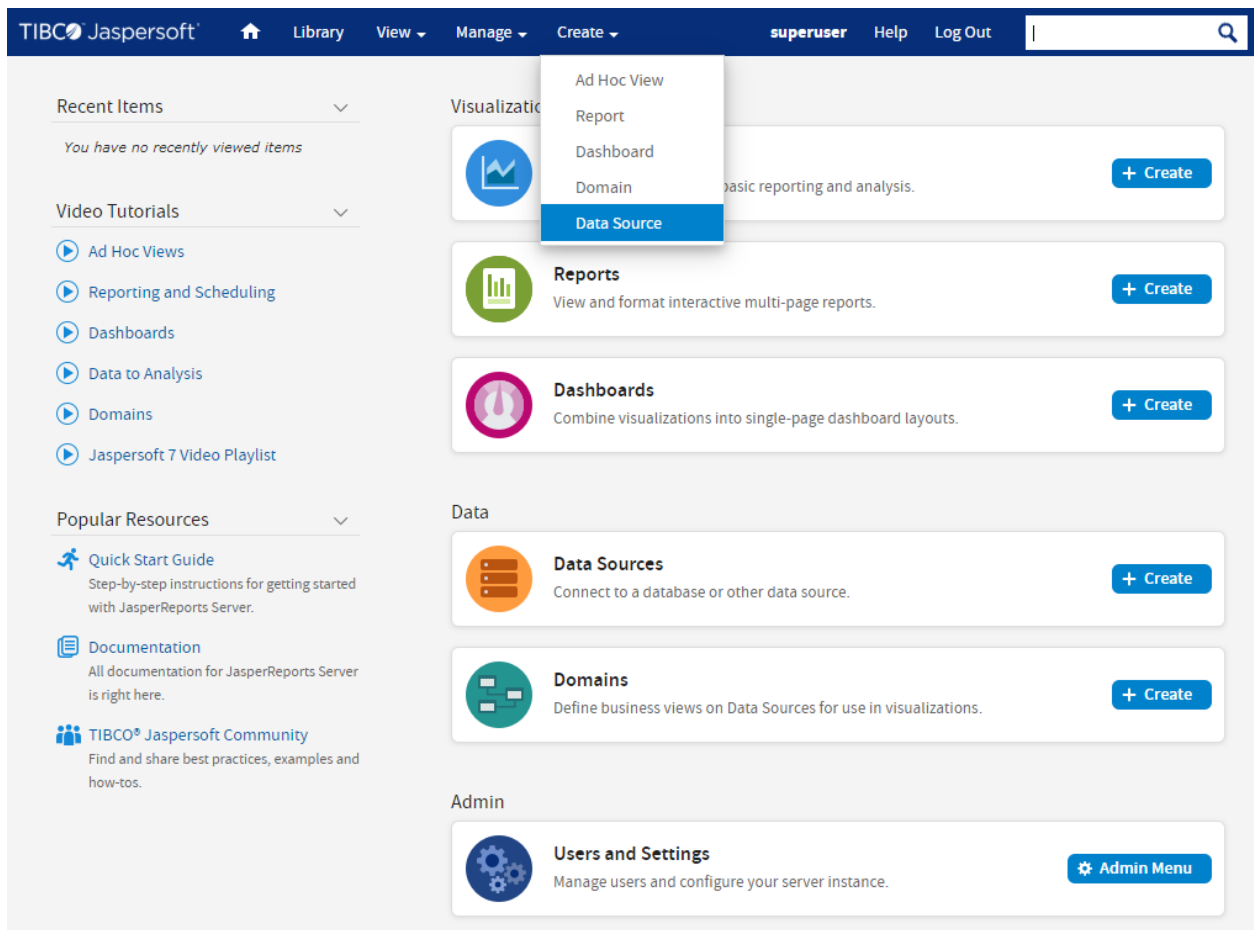 TIBCO® Jaspersoft® Library View Manage Create superuser Help Log Out
Ad Hoc View
Report
Dashboard
Domain
Data Source
Recent Items
You have no recently viewed items
Video Tutorials
Ad Hoc Views
Reporting and Scheduling
Dashboards
Data to Analysis
Domains
Jaspersoft 7 Video Playlist
Popular Resources
Quick Start Guide
Step-by-step instructions for getting started
with JasperReports Server.
Documentation
All documentation for JasperReports Server
is right here.
TIBCO® Jaspersoft Community
Find and share best practices, examples and
how-tos.
Visualizatio
basic reporting and analysis.
+ Create
Reports
View and format interactive multi-page reports.
+ Create
Dashboards
Combine visualizations into single-page dashboard layouts.
+ Create
Data
Data Sources
Connect to a database or other data source.
+ Create
Domains
Define business views on Data Sources for use in visualizations.
+ Create
Admin
Users and Settings
Manage users and configure your server instance.
Admin Menu